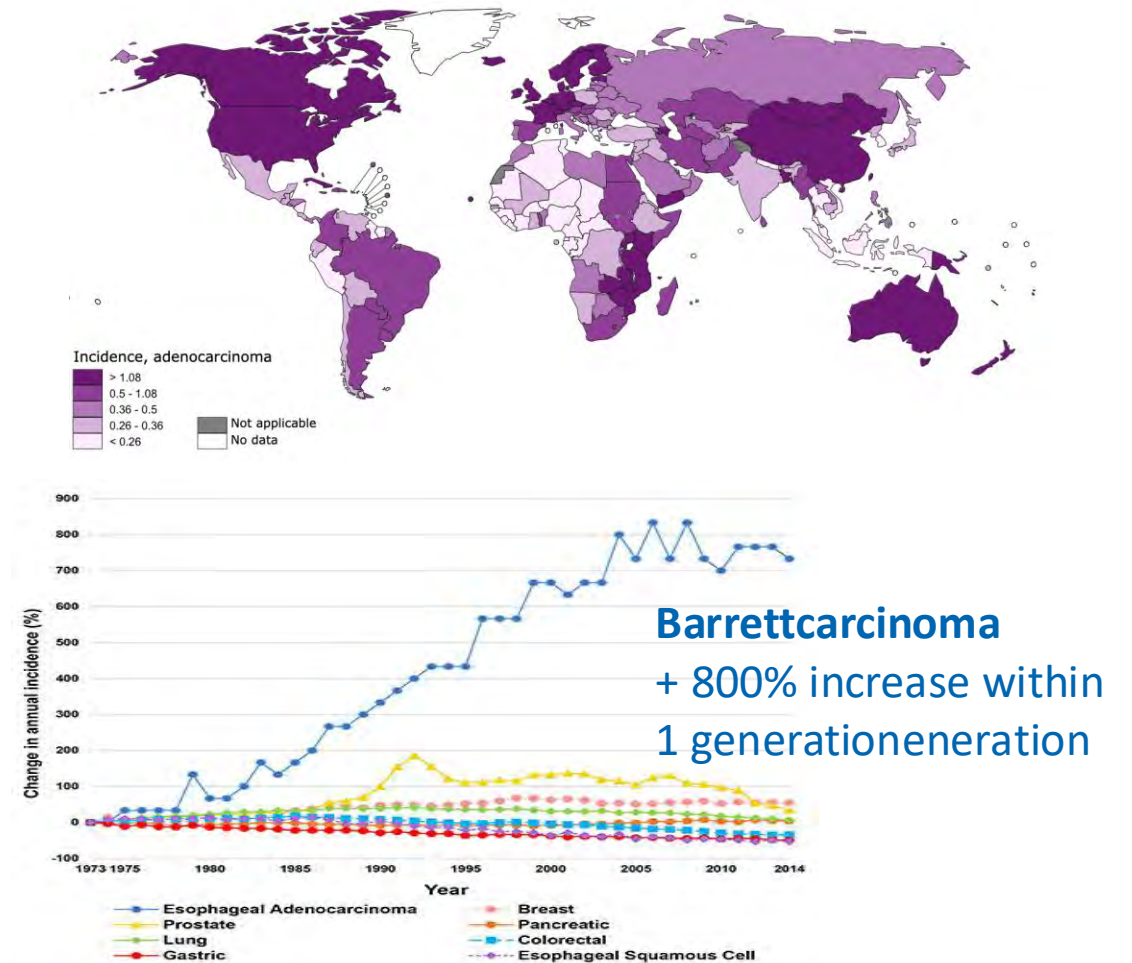 Incidence, adenocarcinoma
> 1.08
0.5 - 1.08
0.36 - 0.5
0.26 - 0.36
< 0.26
Not applicable
No data
Change in annual incidence (%)
900
800
700
600
500
400
300
200
100
0
-100
1973 1975 1980 1985 1990 1995 2000 2005 2010 2014
Year
Barrettcarcinoma
+ 800% increase within
1 generationeneration
Esophageal Adenocarcinoma
Prostate
Lung
Gastric
Breast
Pancreatic
Colorectal
Esophageal Squamous Cell